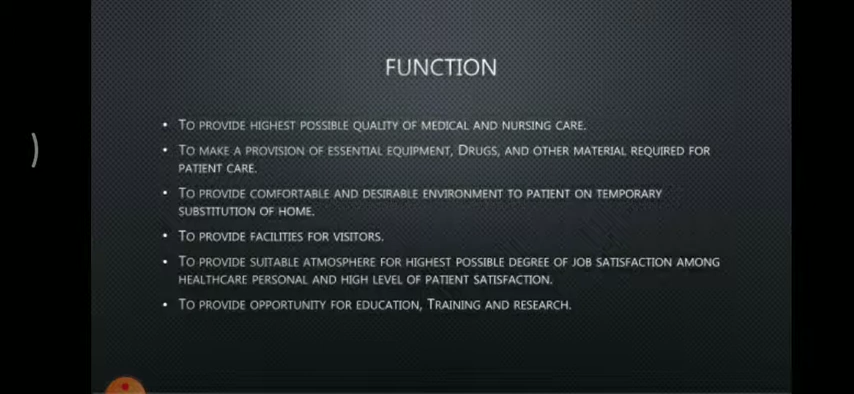 FUNCTION
• To provide highest possible quality of medical and nursing care.
• To make a provision of essential equipment, Drugs, and other material required for
patient care.
• To provide comfortable and desirable environment to patient on temporary
substitution of home.
• To provide facilities for visitors.
• To provide suitable atmosphere for highest possible degree of job satisfaction among
healthcare personal and high level of patient satisfaction.
• To provide opportunity for education, Training and research.